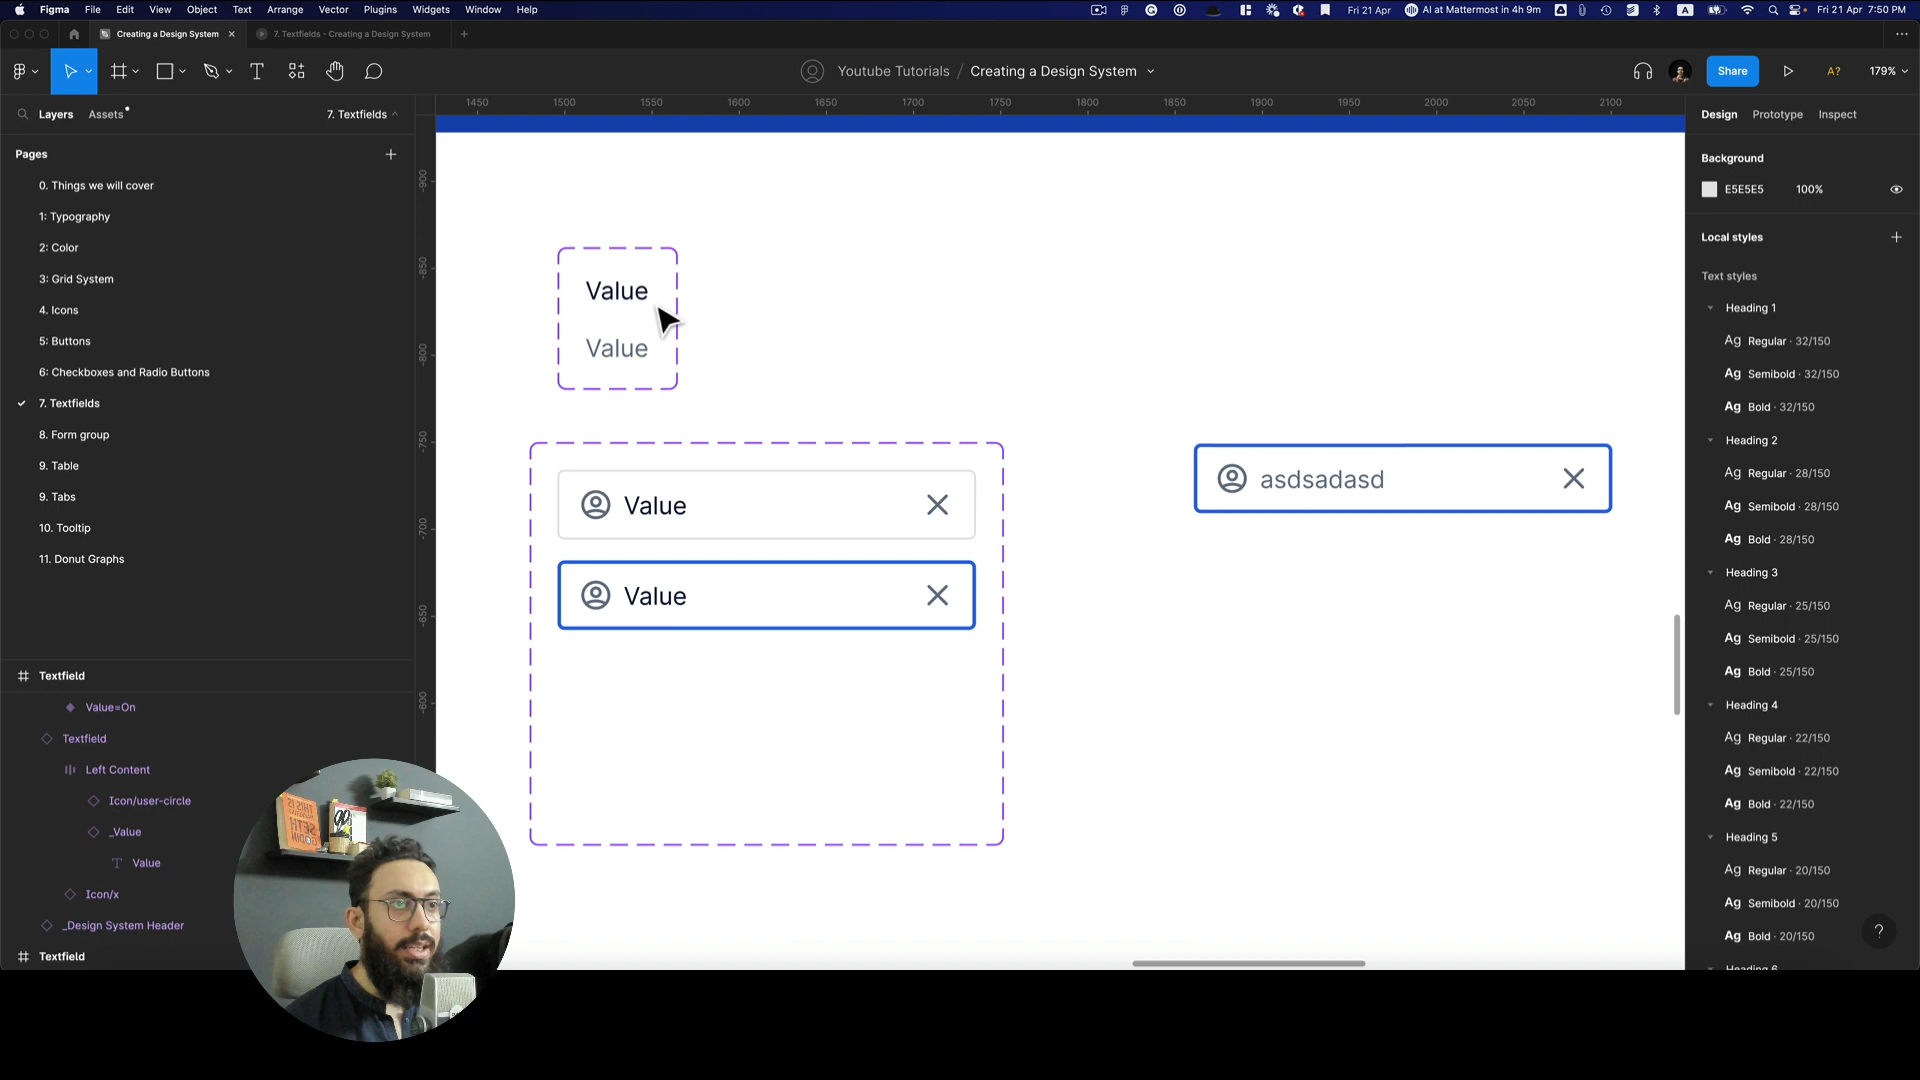 Figma File Edit View Object Text Arrange Vector Plugins Widgets Window Help
Fri 21 Apr AI at Mattermost in 4h 9m A Fri 21 Apr 7:50 PM
Creating a Design System 7. Textfields - Creating a Design System
Youtube Tutorials / Creating a Design System
Share A? 179%
Layers Assets 7. Textfields
1450 1500 1550 1600 1650 1700 1750 1800 1850 1900 1950 2000 2050 2100
Design Prototype Inspect
Pages
0. Things we will cover
1: Typography
2: Color
3: Grid System
4. Icons
5: Buttons
6: Checkboxes and Radio Buttons
7. Textfields
8. Form group
9. Table
9. Tabs
10. Tooltip
11. Donut Graphs
Textfield
Value=On
Textfield
Left Content
Icon/user-circle
_Value
Value
Icon/x
_Design System Header
Textfield
-900
-850
-800
-750
-700
-650
-600
Value
Value
Value
Value
asdsadasd
Background
E5E5E5 100%
Local styles
Text styles
Heading 1
Ag Regular · 32/150
Ag Semibold · 32/150
Ag Bold · 32/150
Heading 2
Ag Regular · 28/150
Ag Semibold · 28/150
Ag Bold · 28/150
Heading 3
Ag Regular · 25/150
Ag Semibold · 25/150
Ag Bold · 25/150
Heading 4
Ag Regular · 22/150
Ag Semibold · 22/150
Ag Bold · 22/150
Heading 5
Ag Regular · 20/150
Ag Semibold · 20/150
Ag Bold · 20/150
Heading 6
?